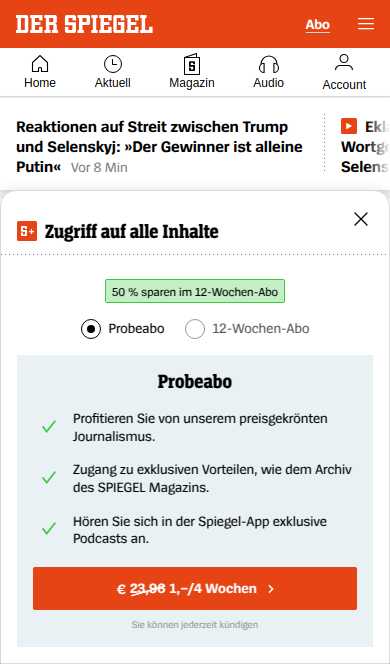 DER SPIEGEL
Abo
Home
Aktuell
Magazin
Audio
Account
Reaktionen auf Streit zwischen Trump
und Selenskyj: »Der Gewinner ist alleine
Putin« Vor 8 Min
S+ Zugriff auf alle Inhalte
50 % sparen im 12-Wochen-Abo
Probeabo
12-Wochen-Abo
Probeabo
Profitieren Sie von unserem preisgekrönten
Journalismus.
Zugang zu exklusiven Vorteilen, wie dem Archiv
des SPIEGEL Magazins.
Hören Sie sich in der Spiegel-App exklusive
Podcasts an.
€ 23,96 1,–/4 Wochen
Sie können jederzeit kündigen